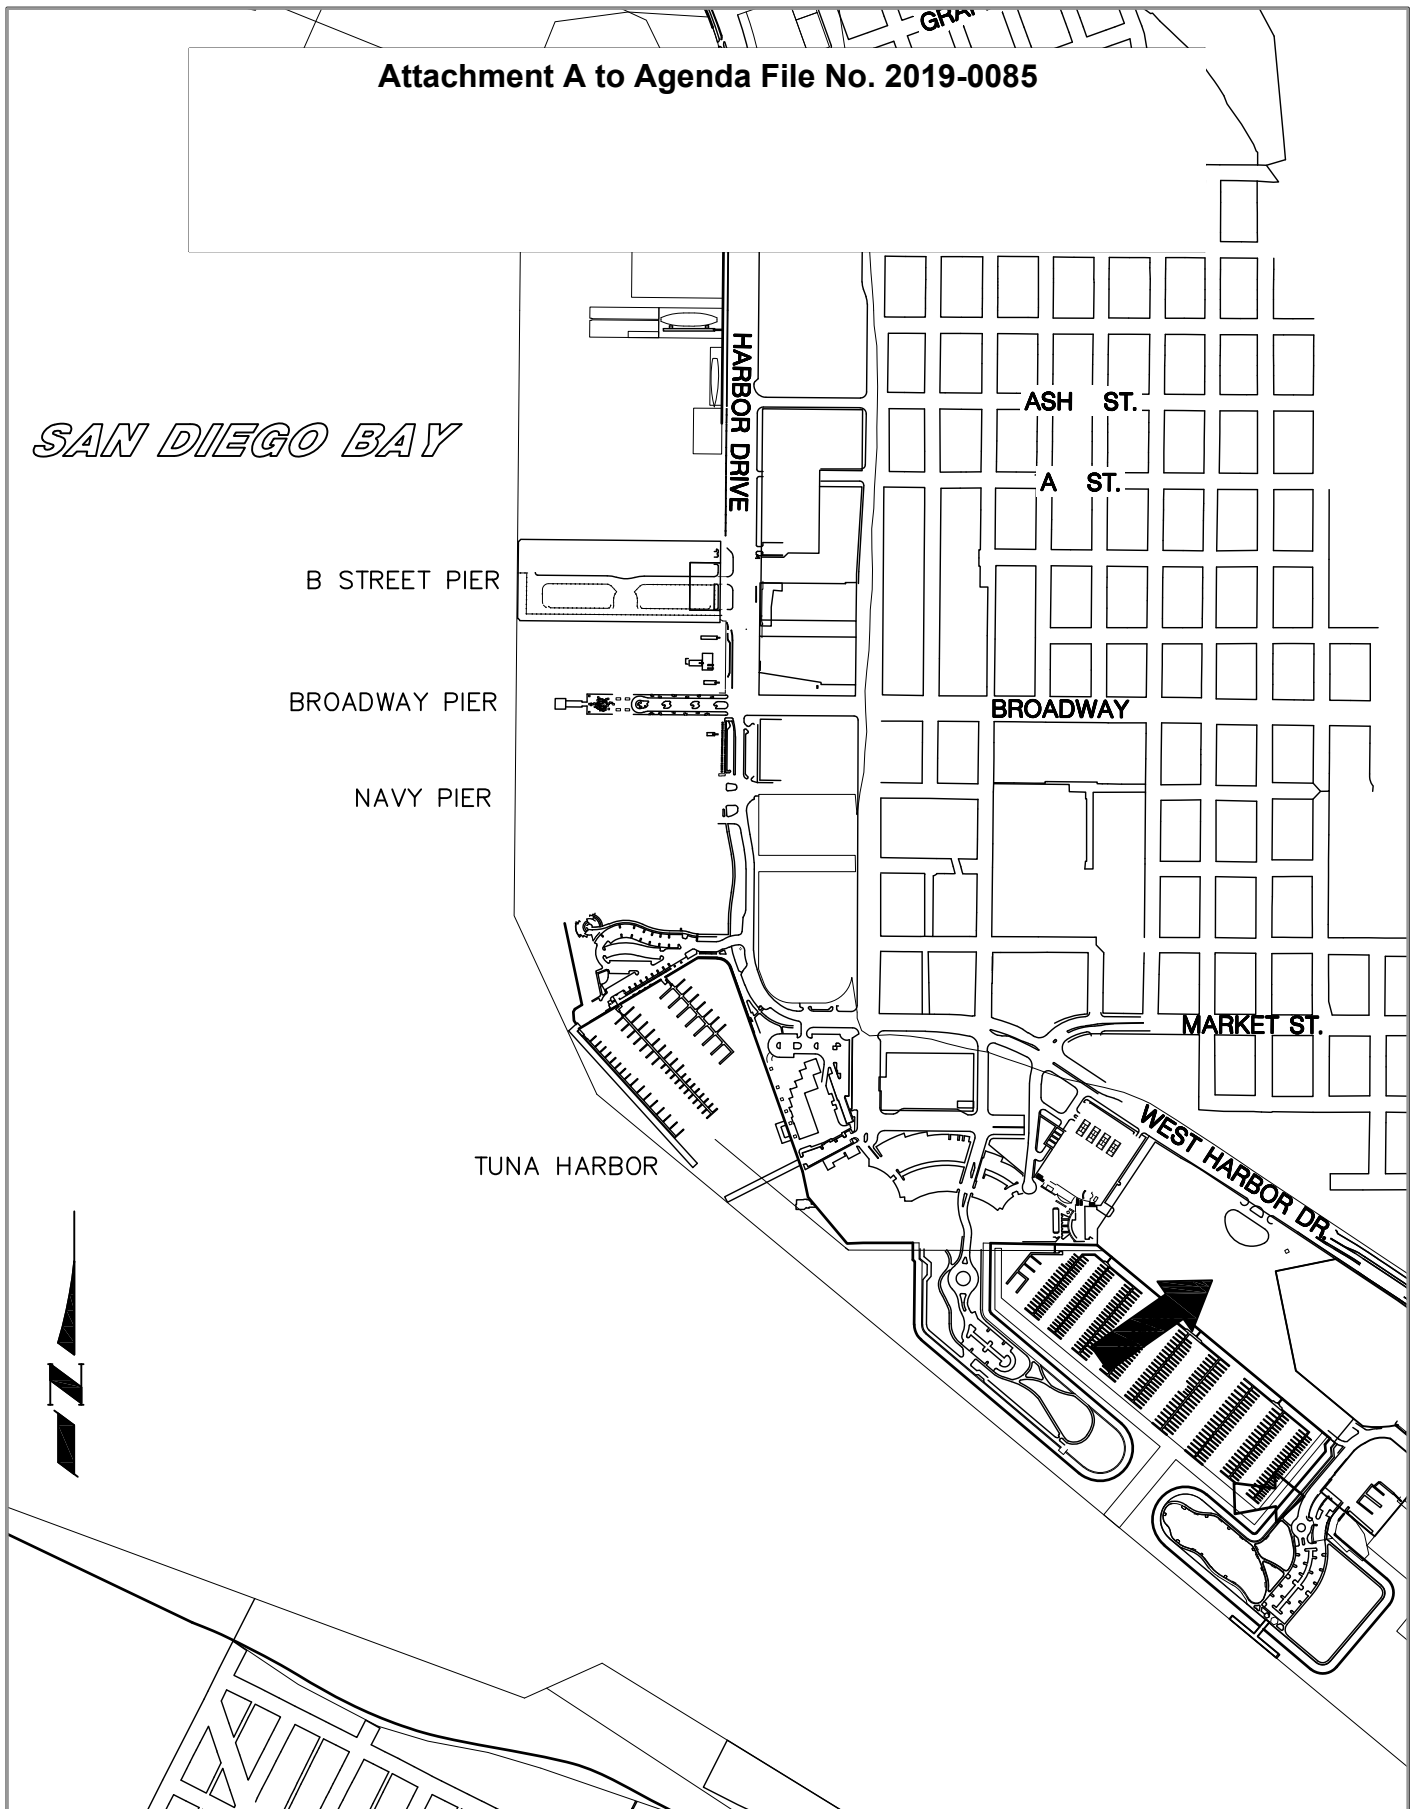 Attachment A to Agenda File No. 2019-0085
HARBOR DRIVE
ASH ST.
SAN DIEGO BAY
A ST.
B STREET PIER
BROADWAY PIER
BROADWAY
NAVY PIER
MARKET ST.
WEST HARBOR DR.
TUNA HARBOR
N